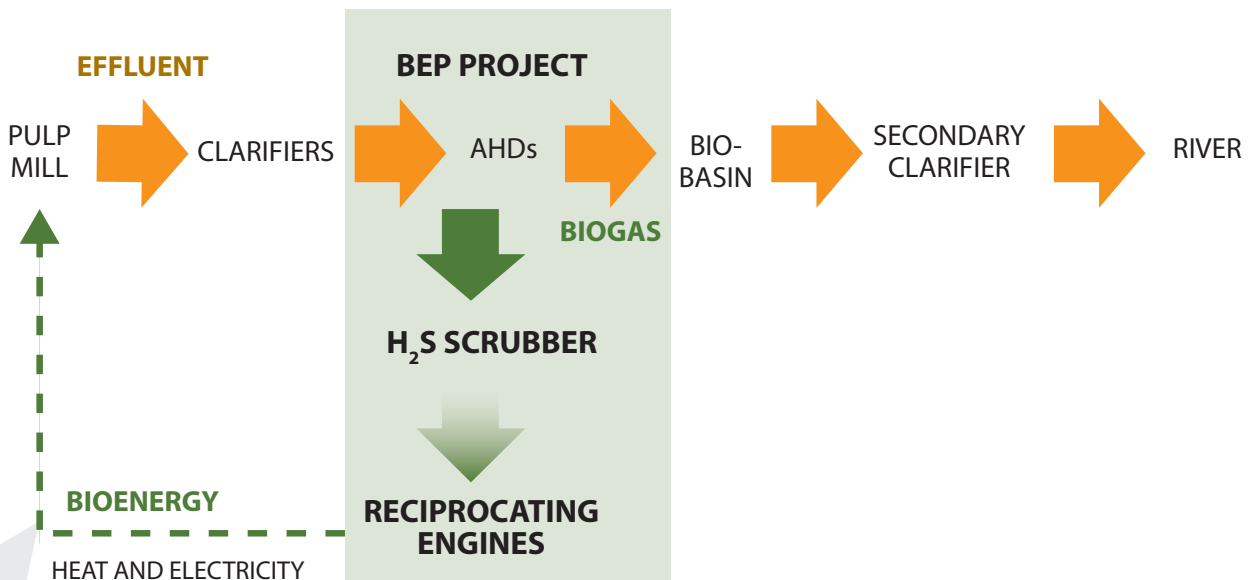 EFFLUENT
BEP PROJECT
PULP
MILL
CLARIFIERS
AHDs
BIO-
BASIN
SECONDARY
CLARIFIER
RIVER
BIOGAS
H₂S SCRUBBER
BIOENERGY
RECIPROCATING
ENGINES
HEAT AND ELECTRICITY